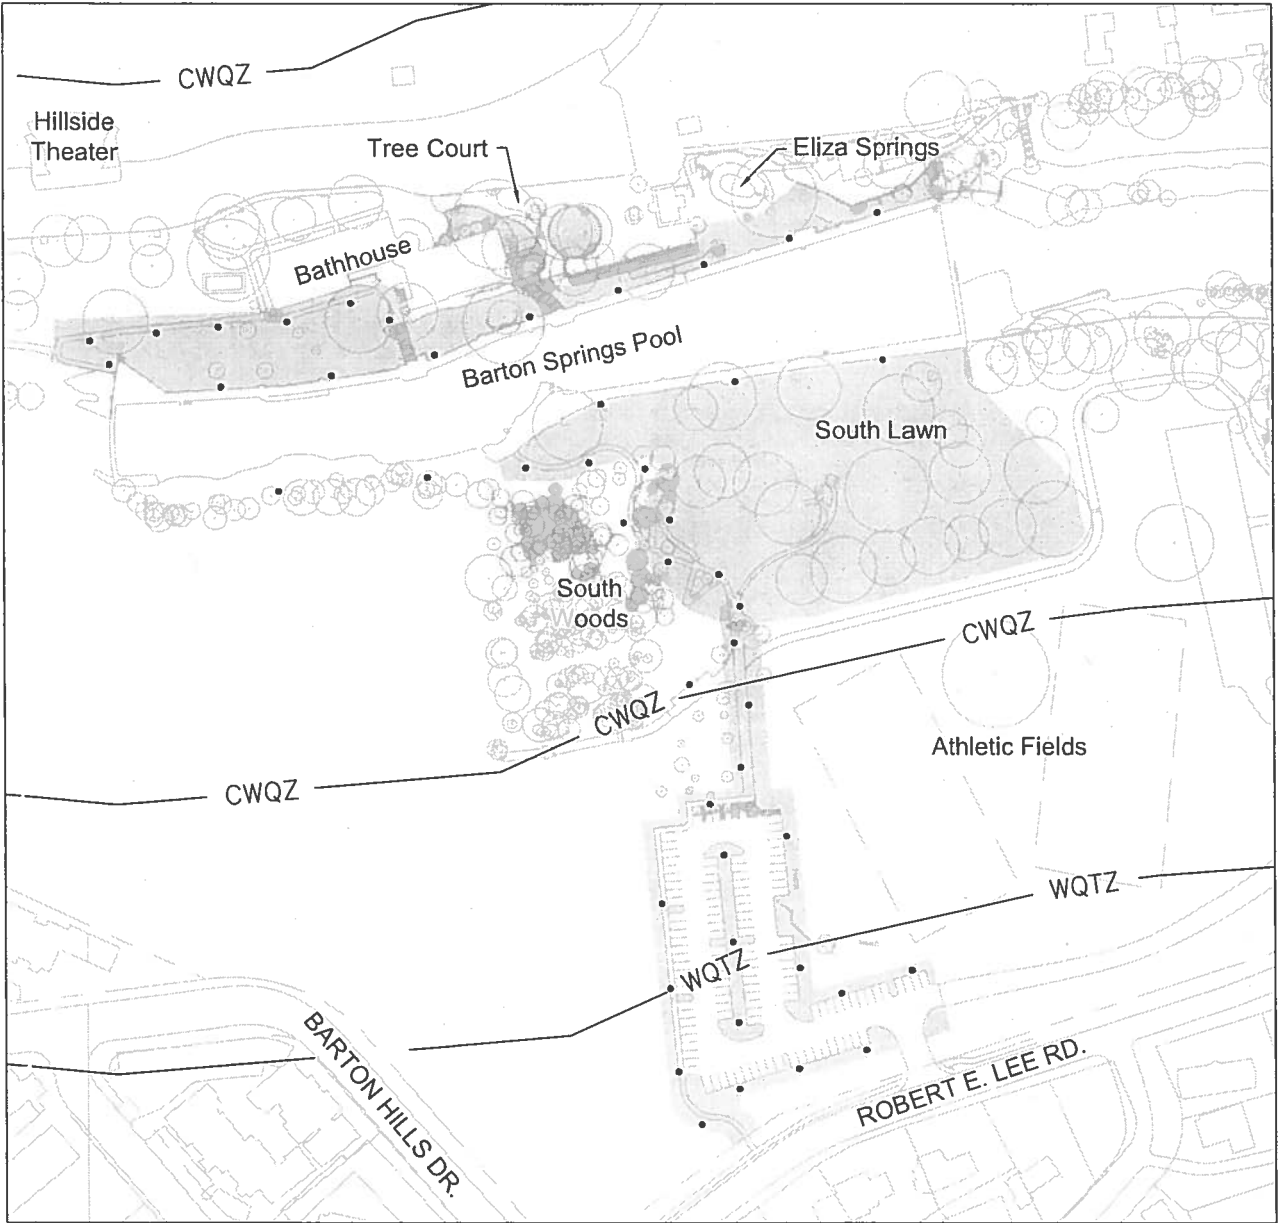 CWQZ
Hillside
Theater
Tree Court
Eliza Springs
Bathhouse
Barton Springs Pool
South Lawn
South
Woods
CWQZ
CWQZ
CWQZ
Athletic Fields
WQTZ
WQTZ
BARTON HILLS DR.
ROBERT E. LEE RD.